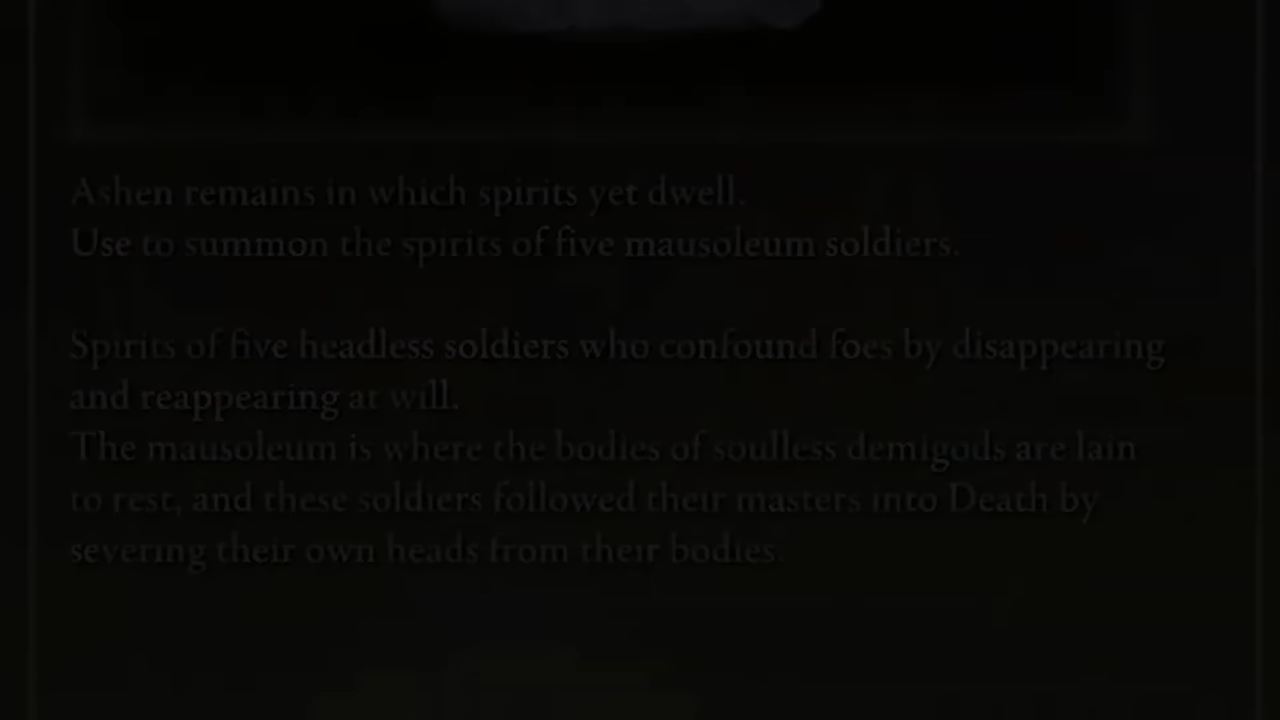 Ashen remains in which spirits yet dwell.
Use to summon the spirits of five mausoleum soldiers.
Spirits of five headless soldiers who confound foes by disappearing
and reappearing at will.
The mausoleum is where the bodies of soulless demigods are lain
to rest, and these soldiers followed their masters into Death by
severing their own heads from their bodies.